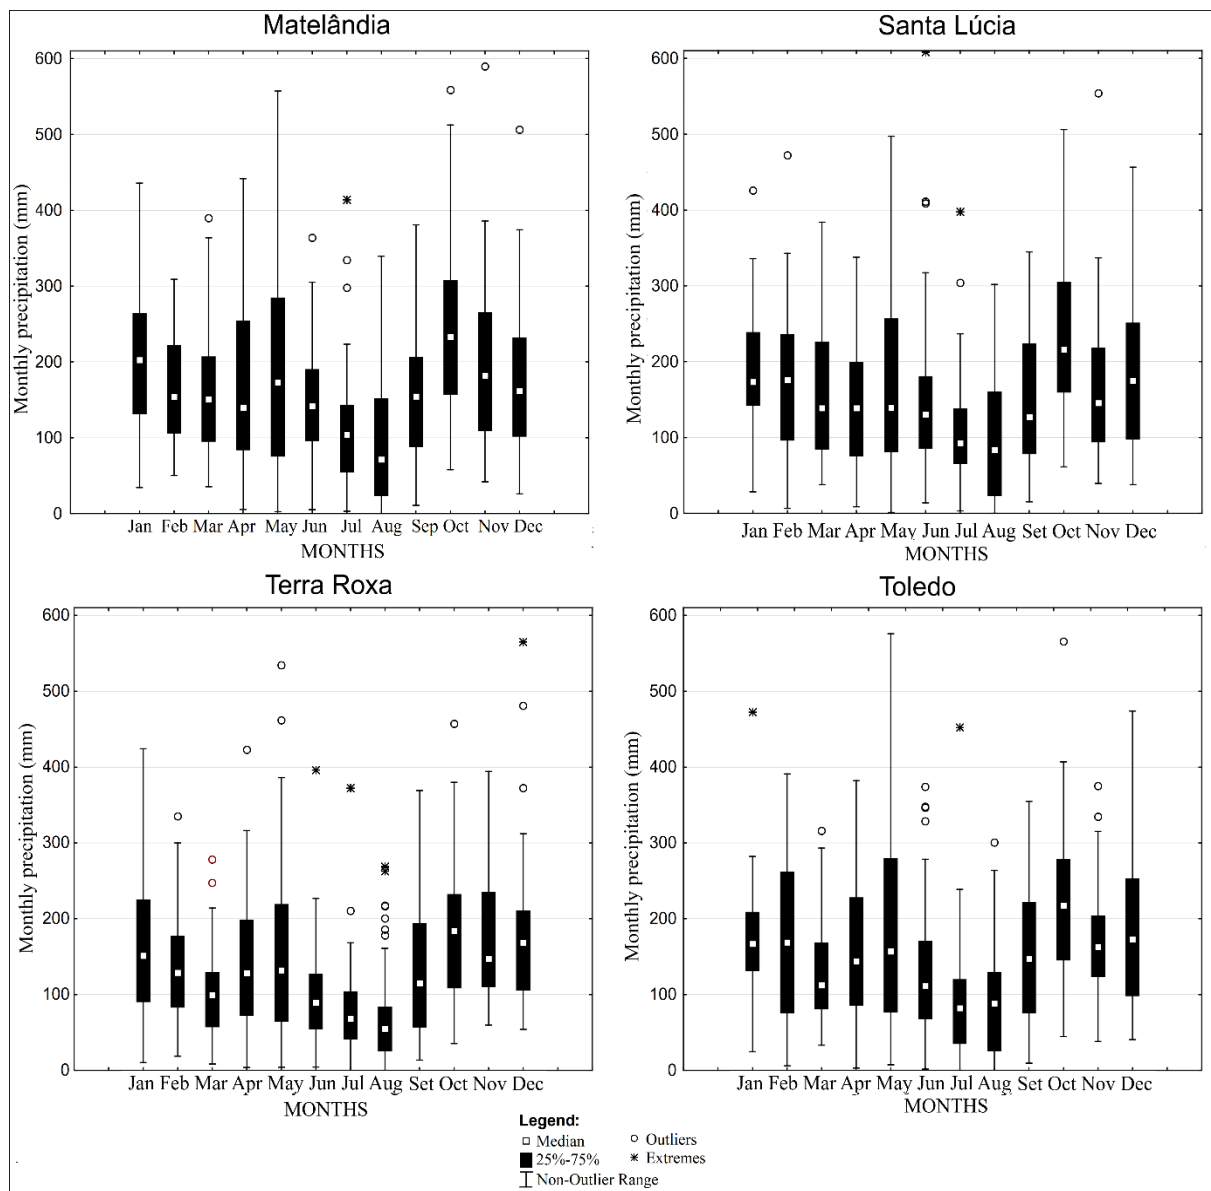 Matelândia
Monthly precipitation (mm)
600
500
400
300
200
100
0
Jan Feb Mar Apr May Jun Jul Aug Sep Oct Nov Dec
MONTHS
Santa Lúcia
Monthly precipitation (mm)
600
500
400
300
200
100
0
Jan Feb Mar Apr May Jun Jul Aug Set Oct Nov Dec
MONTHS
Terra Roxa
Monthly precipitation (mm)
600
500
400
300
200
100
0
Jan Feb Mar Apr May Jun Jul Aug Set Oct Nov Dec
MONTHS
Toledo
Monthly precipitation (mm)
600
500
400
300
200
100
0
Jan Feb Mar Apr May Jun Jul Aug Set Oct Nov Dec
MONTHS
Legend:
Median
25%-75%
Non-Outlier Range
Outliers
Extremes